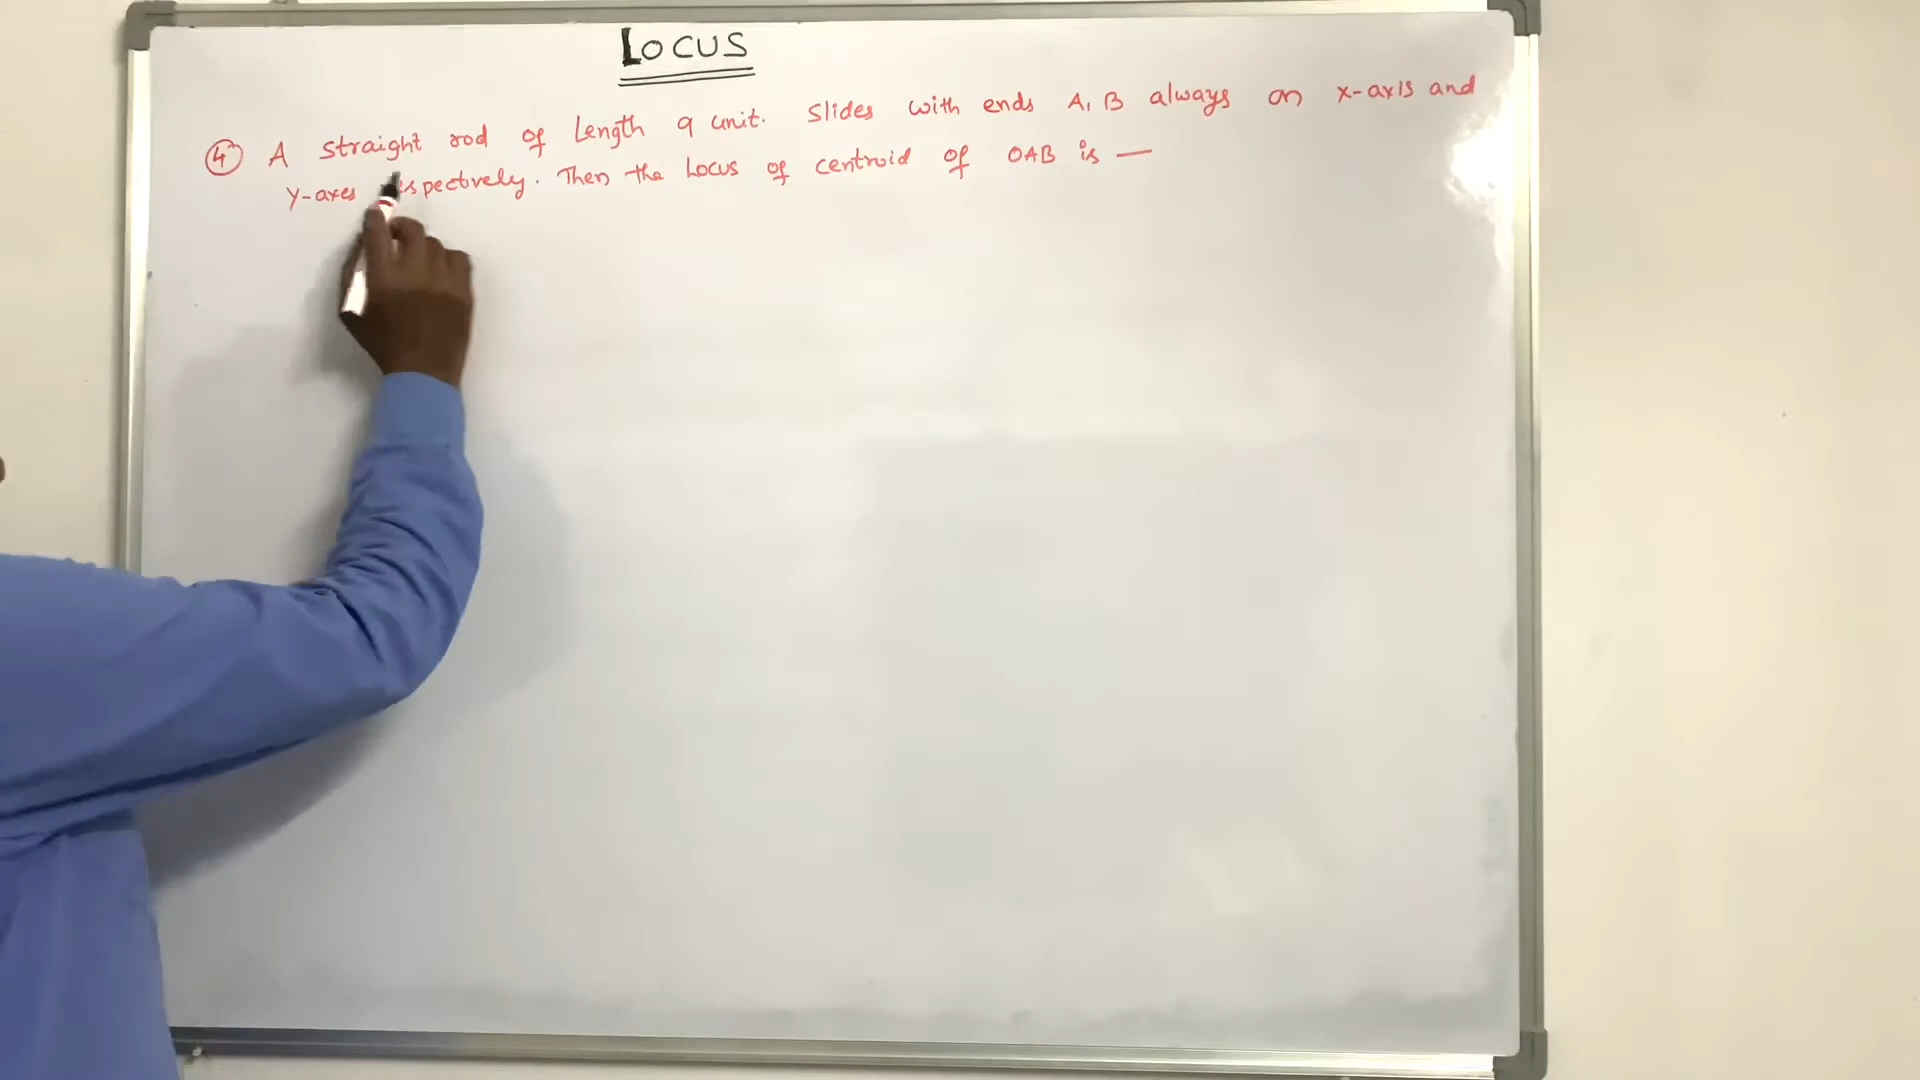 LOCUS
④ A straight rod of Length 9 unit. Slides with ends A, B always on x-axis and
Y-axes respectively. Then the Locus of centroid of OAB is —